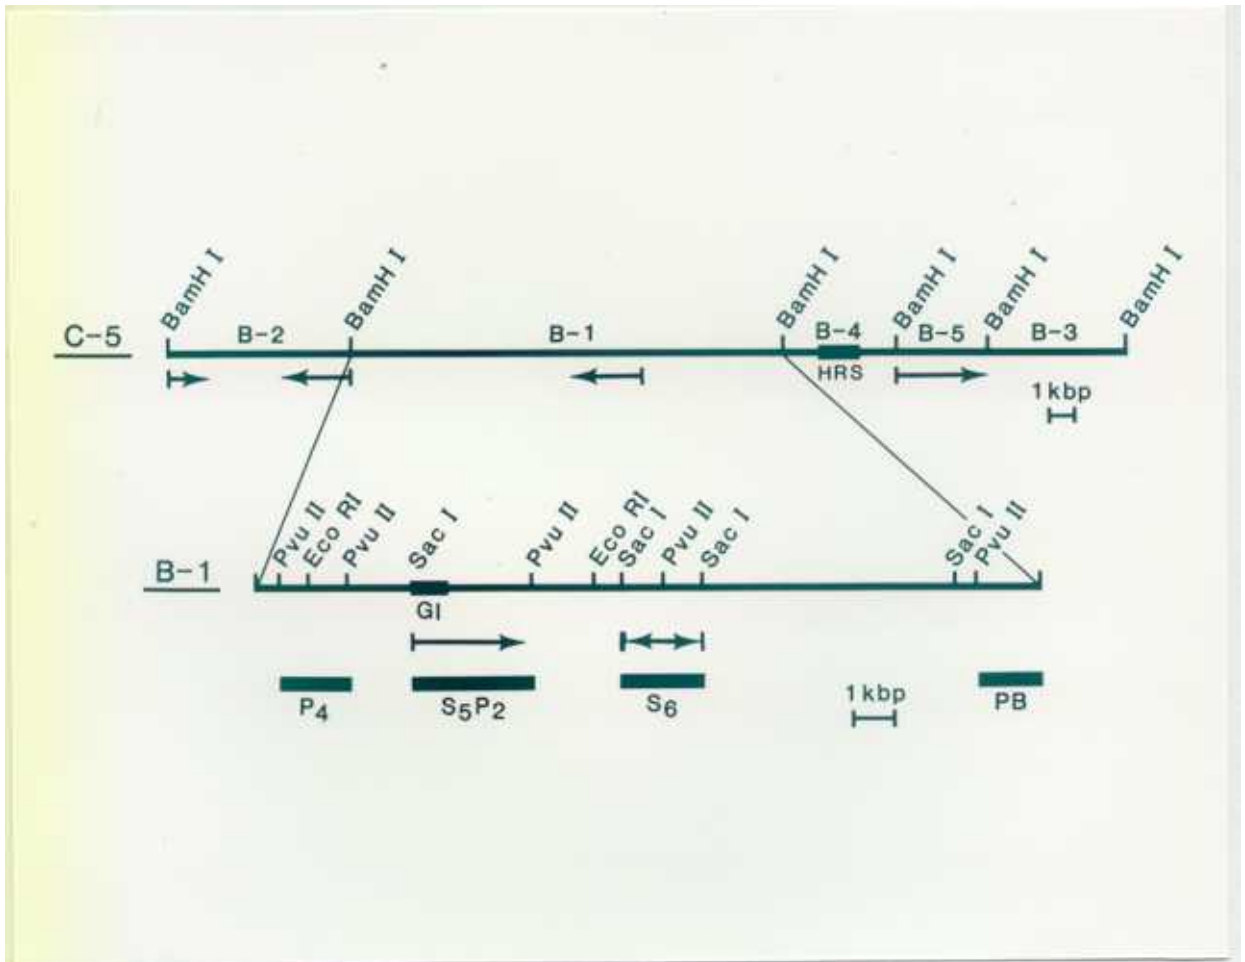 BamH I BamH I BamH I BamH I BamH I BamH I
C-5 B-2 B-1 B-4 B-5 B-3
HRS
1 kbp
Pvu II Eco RI Pvu II Sac I Pvu II Eco RI Sac I Pvu II Sac I Sac I Pvu II
B-1
GI
1 kbp
P4 S5P2 S6 PB